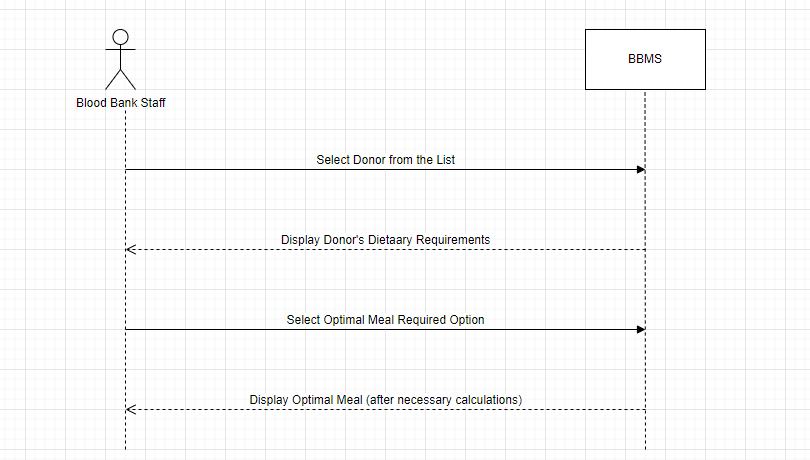 BBMS
Blood Bank Staff
Select Donor from the List
Display Donor's Dietaary Requirements
Select Optimal Meal Required Option
Display Optimal Meal (after necessary calculations)